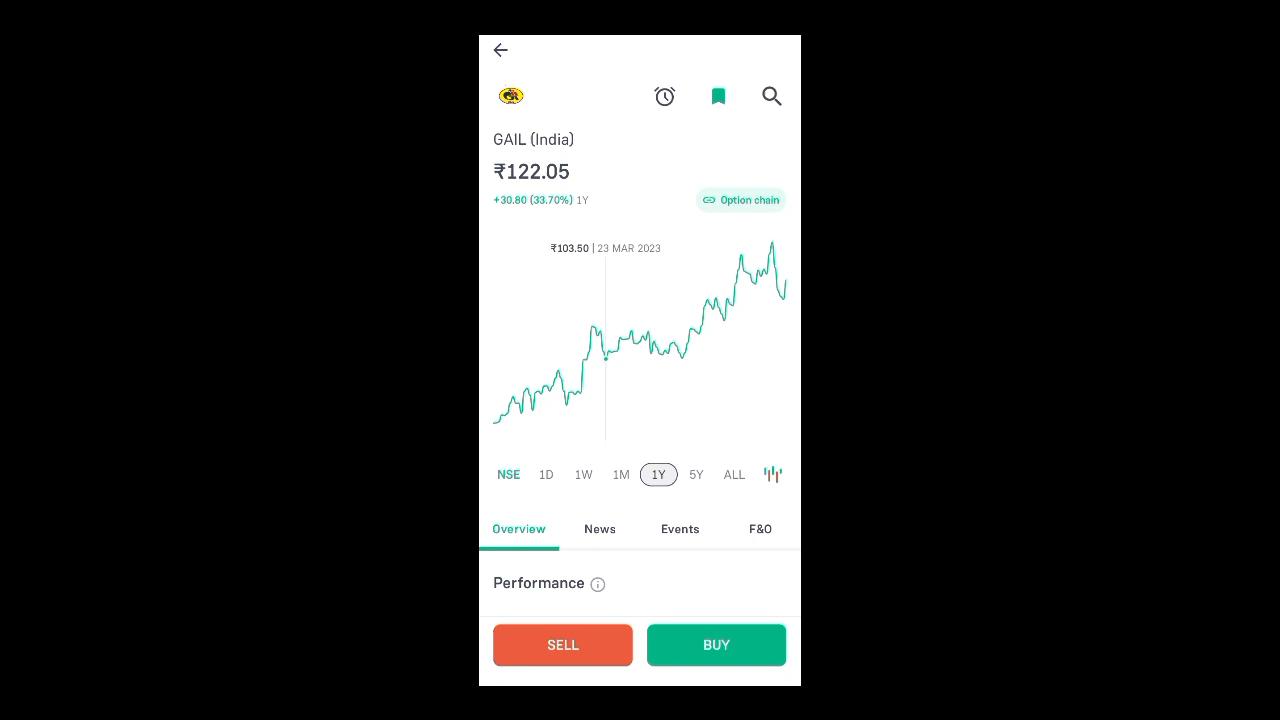 GAIL (India)
₹122.05
+30.80 (33.70%) 1Y
Option chain
₹103.50 | 23 MAR 2023
NSE 1D 1W 1M 1Y 5Y ALL
Overview News Events F&O
Performance
SELL BUY